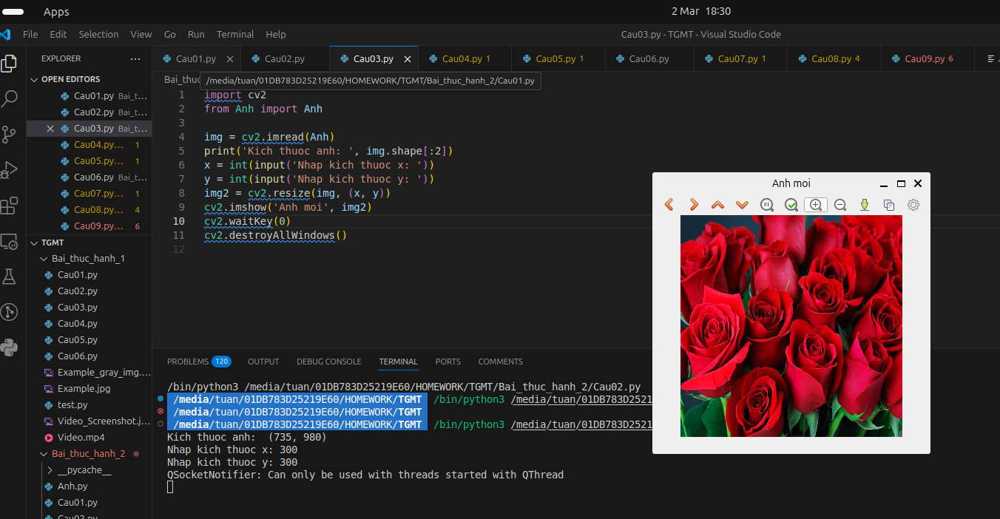 Apps
2 Mar 18:30
File Edit Selection View Go Run Terminal Help
Cau03.py - TGMT - Visual Studio Code
EXPLORER
OPEN EDITORS
Cau01.py Bai_t...
Cau02.py Bai_t...
Cau03.py Bai_t...
Cau04.py... 1
Cau05.py... 1
Cau06.py Bai_t...
Cau07.py... 1
Cau08.py... 4
Cau09.py... 6
TGMT
Bai_thuc_hanh_1
Cau01.py
Cau02.py
Cau03.py
Cau04.py
Cau05.py
Cau06.py
Example_gray_img....
Example.jpg
test.py
Video_Screenshot.j...
Video.mp4
Bai_thuc_hanh_2
__pycache__
Anh.py
Cau01.py
Cau02.py
Cau01.py Cau02.py Cau03.py Cau04.py 1 Cau05.py 1 Cau06.py Cau07.py 1 Cau08.py 4 Cau09.py 6
Bai_thuc
/media/tuan/01DB783D25219E60/HOMEWORK/TGMT/Bai_thuc_hanh_2/Cau01.py
1 import cv2
2 from Anh import Anh
3
4 img = cv2.imread(Anh)
5 print('Kich thuoc anh: ', img.shape[:2])
6 x = int(input('Nhap kich thuoc x: '))
7 y = int(input('Nhap kich thuoc y: '))
8 img2 = cv2.resize(img, (x, y))
9 cv2.imshow('Anh moi', img2)
10 cv2.waitKey(0)
11 cv2.destroyAllWindows()
12
Anh moi
PROBLEMS 120 OUTPUT DEBUG CONSOLE TERMINAL PORTS COMMENTS
/bin/python3 /media/tuan/01DB783D25219E60/HOMEWORK/TGMT/Bai_thuc_hanh_2/Cau02.py
/media/tuan/01DB783D25219E60/HOMEWORK/TGMT /bin/python3 /media/tuan/01DB783D2521
/media/tuan/01DB783D25219E60/HOMEWORK/TGMT
/media/tuan/01DB783D25219E60/HOMEWORK/TGMT /bin/python3 /media/tuan/01DB783D2521
Kich thuoc anh:  (735, 980)
Nhap kich thuoc x: 300
Nhap kich thuoc y: 300
QSocketNotifier: Can only be used with threads started with QThread